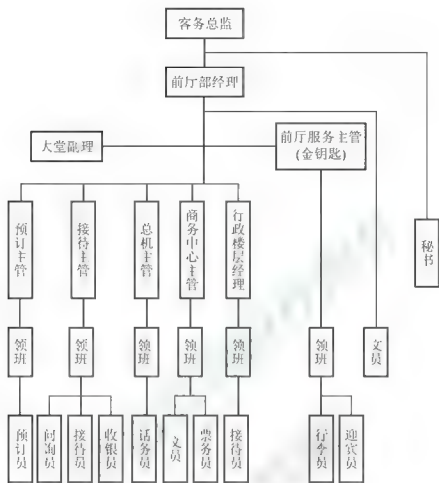 客务总监
前厅部经理
大堂副理
前厅服务主管
(金钥匙)
预订主管
接待主管
总机主管
商务中心主管
行政楼层经理
秘书
领班
领班
领班
领班
领班
领班
文员
预订员
问询员
接待员
收银员
话务员
文员
票务员
接待员
行李员
迎宾员